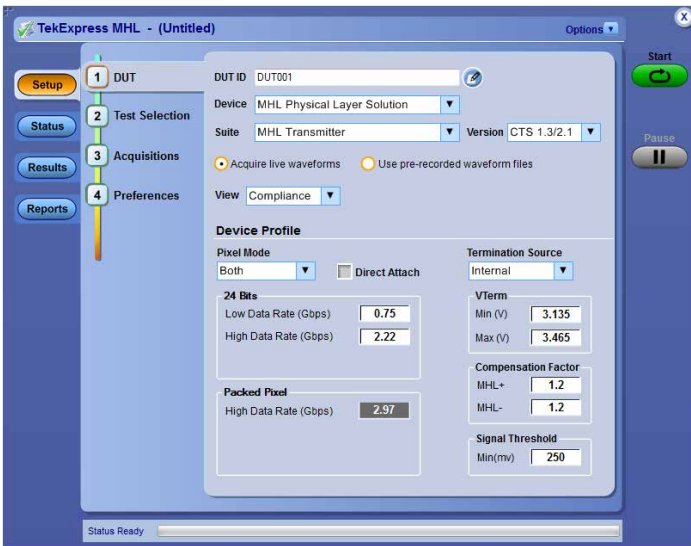 TekExpress MHL - (Untitled)
Options
X
Start
Setup
Status
Results
Reports
1 DUT
2 Test Selection
3 Acquisitions
4 Preferences
DUT ID DUT001
Device MHL Physical Layer Solution
Suite MHL Transmitter Version CTS 1.3/2.1
Acquire live waveforms Use pre-recorded waveform files
View Compliance
Pause
Device Profile
Pixel Mode
Both
Direct Attach
Termination Source
Internal
24 Bits
Low Data Rate (Gbps) 0.75
High Data Rate (Gbps) 2.22
VTerm
Min (V) 3.135
Max (V) 3.465
Packed Pixel
High Data Rate (Gbps) 2.97
Compensation Factor
MHL+ 1.2
MHL- 1.2
Signal Threshold
Min(mv) 250
Status Ready